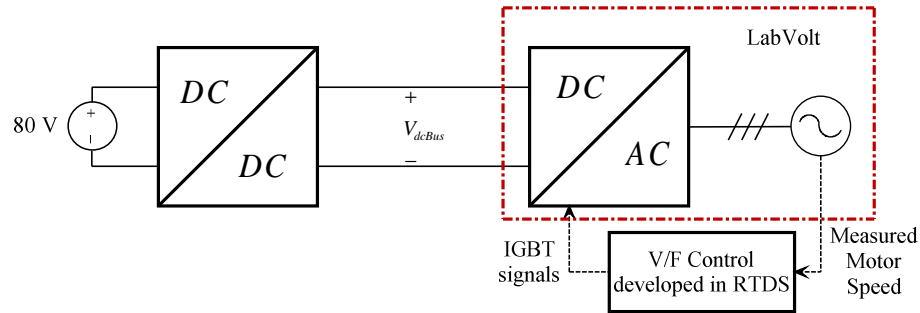 LabVolt
80 V
+
−
DC
DC
+
VdcBus
−
DC
AC
IGBT
signals
V/F Control
developed in RTDS
Measured
Motor
Speed